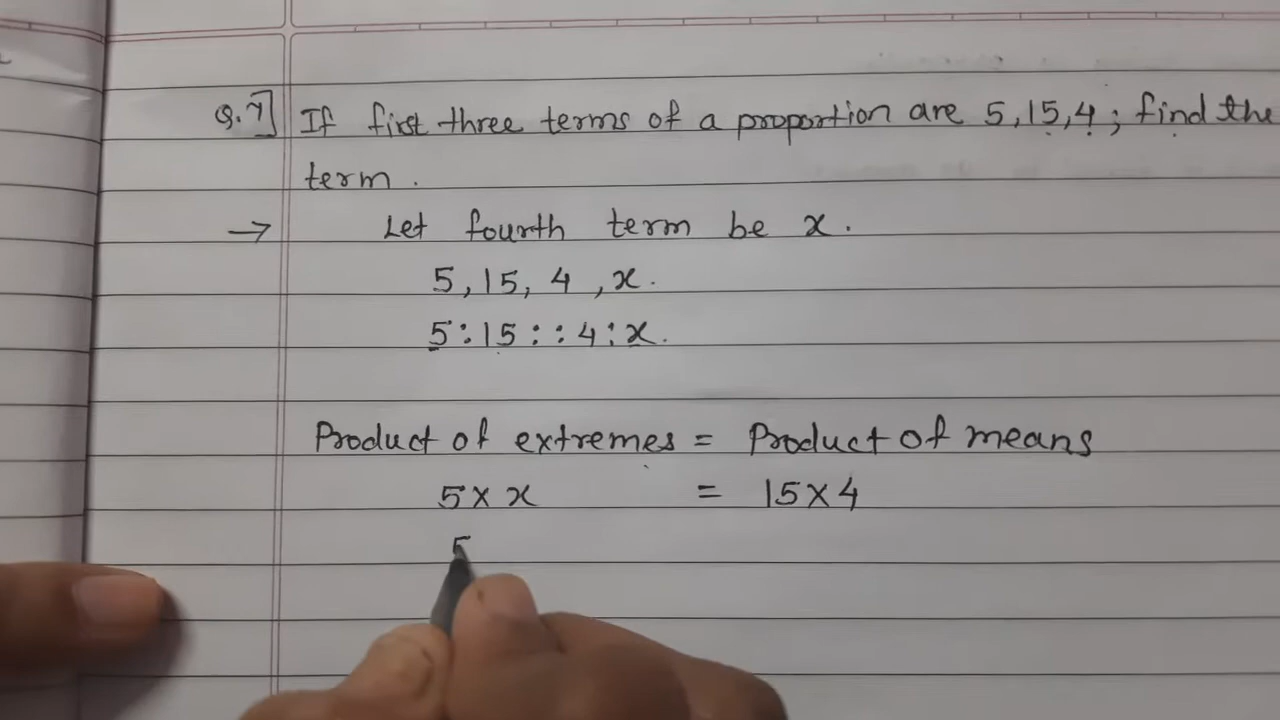 Q.7] If first three terms of a proportion are 5, 15, 4 ; find the
term .
→ Let fourth term be x .
5, 15, 4 , x .
5 : 15 : : 4 : x .
Product of extremes = Product of means
5 × x = 15 × 4
5